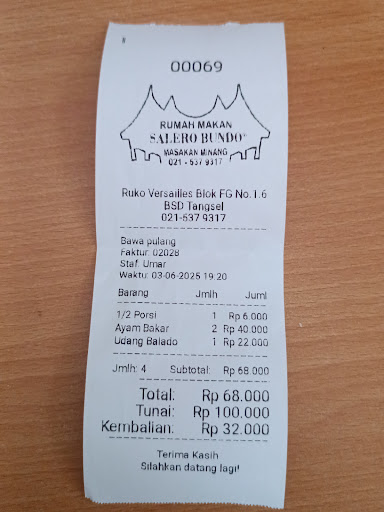 00069
RUMAH MAKAN
SALERO BUNDO
MASAKAN MINANG
021 - 537 9317
Ruko Versailles Blok FG No.1.6
BSD Tangsel
021-537 9317
Bawa pulang
Faktur: 02028
Staf: Umar
Waktu: 03-06-2025 19:20
Barang Jmlh Juml
1/2 Porsi 1 Rp 6.000
Ayam Bakar 2 Rp 40.000
Udang Balado 1 Rp 22.000
Jmlh: 4 Subtotal: Rp 68.000
Total: Rp 68.000
Tunai: Rp 100.000
Kembalian: Rp 32.000
Terima Kasih
Silahkan datang lagi!